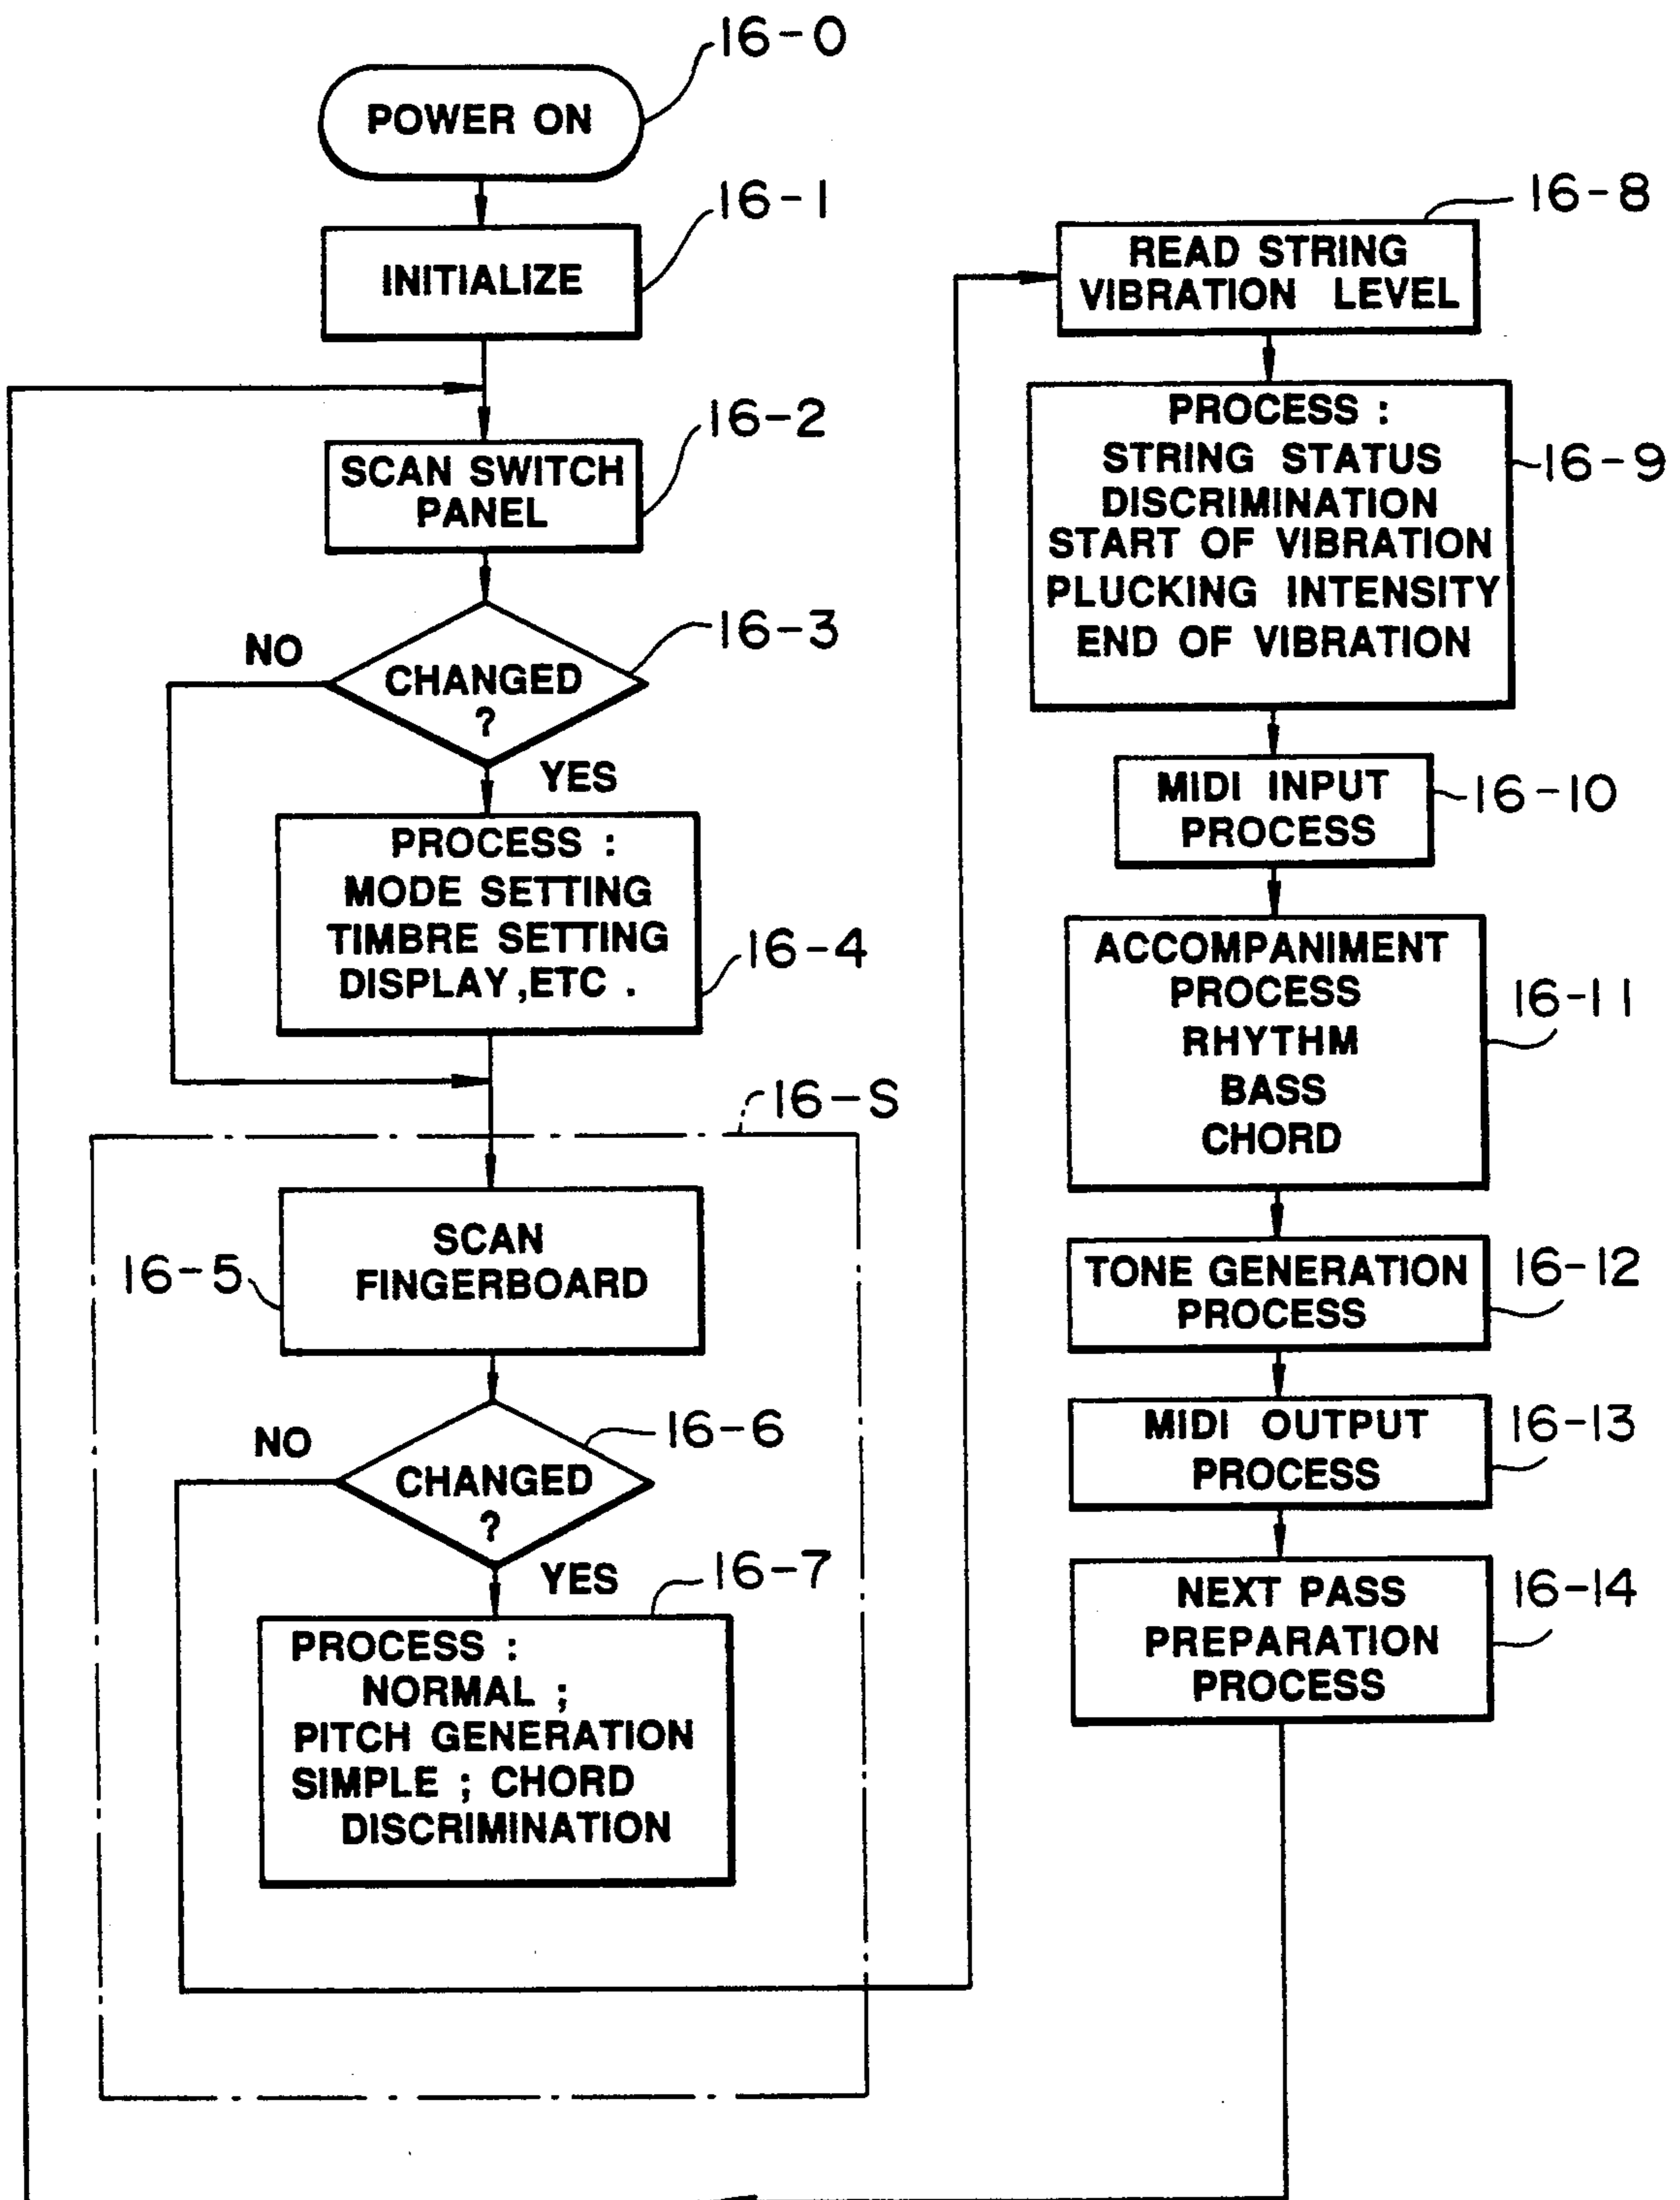 16-0
POWER ON
16-1
INITIALIZE
16-2
SCAN SWITCH
PANEL
16-3
NO
CHANGED
?
YES
PROCESS :
MODE SETTING
TIMBRE SETTING
DISPLAY,ETC .
16-4
16-S
SCAN
FINGERBOARD
16-5
16-6
NO
CHANGED
?
YES
16-7
PROCESS :
NORMAL ;
PITCH GENERATION
SIMPLE ; CHORD
DISCRIMINATION
16-8
READ STRING
VIBRATION LEVEL
PROCESS :
STRING STATUS
DISCRIMINATION
START OF VIBRATION
PLUCKING INTENSITY
END OF VIBRATION
16-9
MIDI INPUT
PROCESS
16-10
ACCOMPANIMENT
PROCESS
RHYTHM
BASS
CHORD
16-11
TONE GENERATION
PROCESS
16-12
MIDI OUTPUT
PROCESS
16-13
NEXT PASS
PREPARATION
PROCESS
16-14